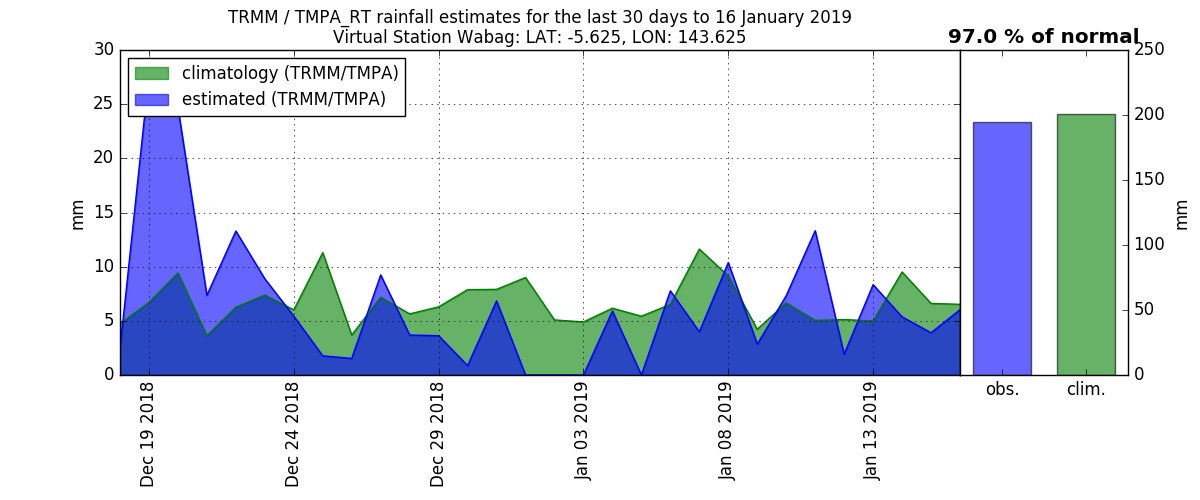 TRMM / TMPA_RT rainfall estimates for the last 30 days to 16 January 2019
Virtual Station Wabag: LAT: -5.625, LON: 143.625
97.0 % of normal
climatology (TRMM/TMPA)
estimated (TRMM/TMPA)
30
25
20
15
10
5
0
mm
Dec 19 2018
Dec 24 2018
Dec 29 2018
Jan 03 2019
Jan 08 2019
Jan 13 2019
250
200
150
100
50
0
mm
obs.
clim.